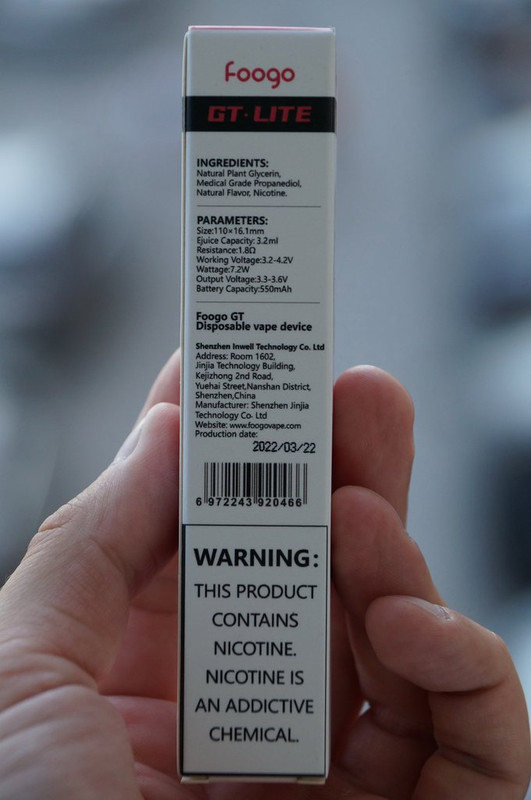 Foogo
GT·LITE
INGREDIENTS:
Natural Plant Glycerin,
Medical Grade Propanediol,
Natural Flavor, Nicotine.
PARAMETERS:
Size:110×16.1mm
Ejuice Capacity:3.2ml
Resistance:1.8Ω
Working Voltage:3.2-4.2V
Wattage:7.2W
Output Voltage:3.3-3.6V
Battery Capacity:550mAh
Foogo GT
Disposable vape device
Shenzhen Inwell Technology Co. Ltd
Address: Room 1602,
Jinjia Technology Building,
Kejizhong 2nd Road,
Yuehai Street,Nanshan District,
Shenzhen,China
Manufacturer: Shenzhen Jinjia
Technology Co. Ltd
Website: www.foogovape.com
Production date:
2022/03/22
6 972243 920466
WARNING:
THIS PRODUCT
CONTAINS
NICOTINE.
NICOTINE IS
AN ADDICTIVE
CHEMICAL.